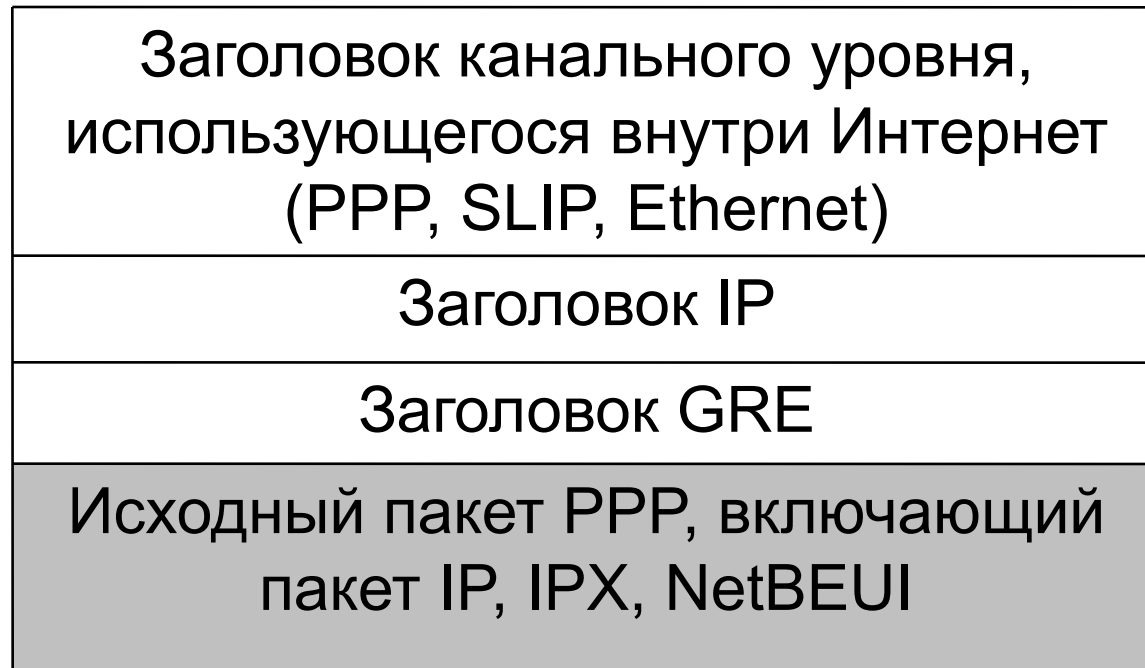 Заголовок канального уровня,
использующегося внутри Интернет
(PPP, SLIP, Ethernet)
Заголовок IP
Заголовок GRE
Исходный пакет PPP, включающий
пакет IP, IPX, NetBEUI